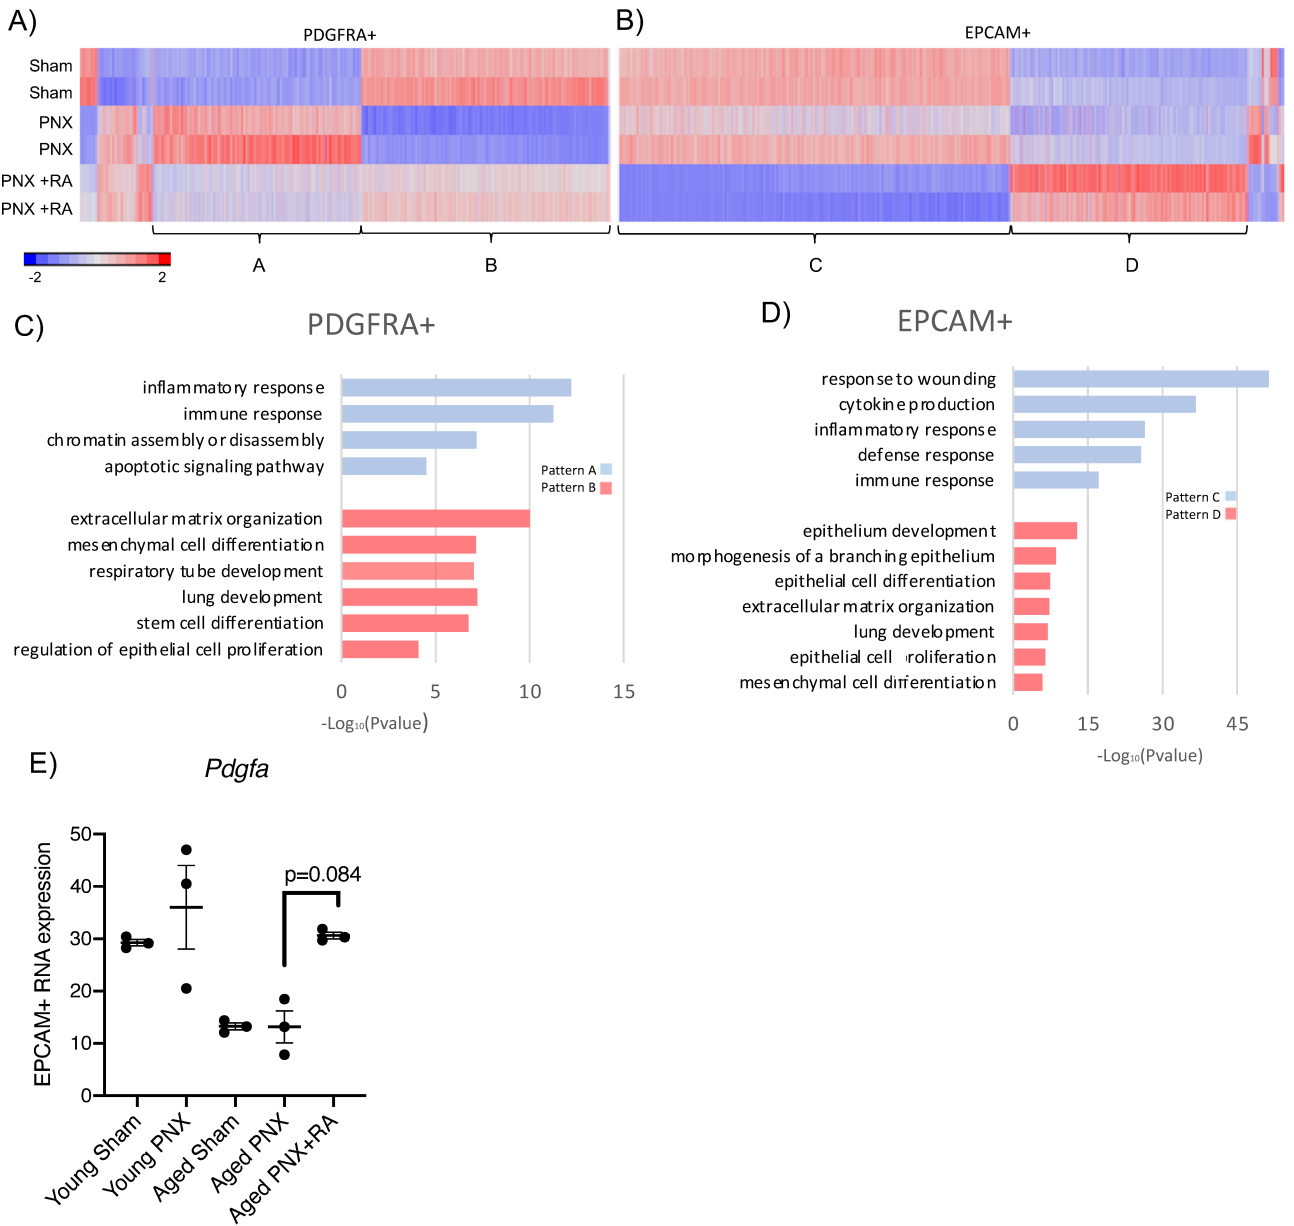 A)
PDGFRA+
B)
EPCAM+
Sham
Sham
PNX
PNX
PNX +RA
PNX +RA
A
B
C
D
-2
2
C)
PDGFRA+
inflammatory response
immune response
chromatin assembly or disassembly
apoptotic signaling pathway
Pattern A
Pattern B
extracellular matrix organization
mesenchymal cell differentiation
respiratory tube development
lung development
stem cell differentiation
regulation of epithelial cell proliferation
0
5
10
15
-Log10(Pvalue)
D)
EPCAM+
response to wounding
cytokine production
inflammatory response
defense response
immune response
Pattern C
Pattern D
epithelium development
morphogenesis of a branching epithelium
epithelial cell differentiation
extracellular matrix organization
lung development
epithelial cell roliferation
mesenchymal cell differentiation
0
15
30
45
-Log10(Pvalue)
E)
Pdgfa
EPCAM+ RNA expression
50
40
30
20
10
0
p=0.084
Young Sham
Young PNX
Aged Sham
Aged PNX
Aged PNX+RA